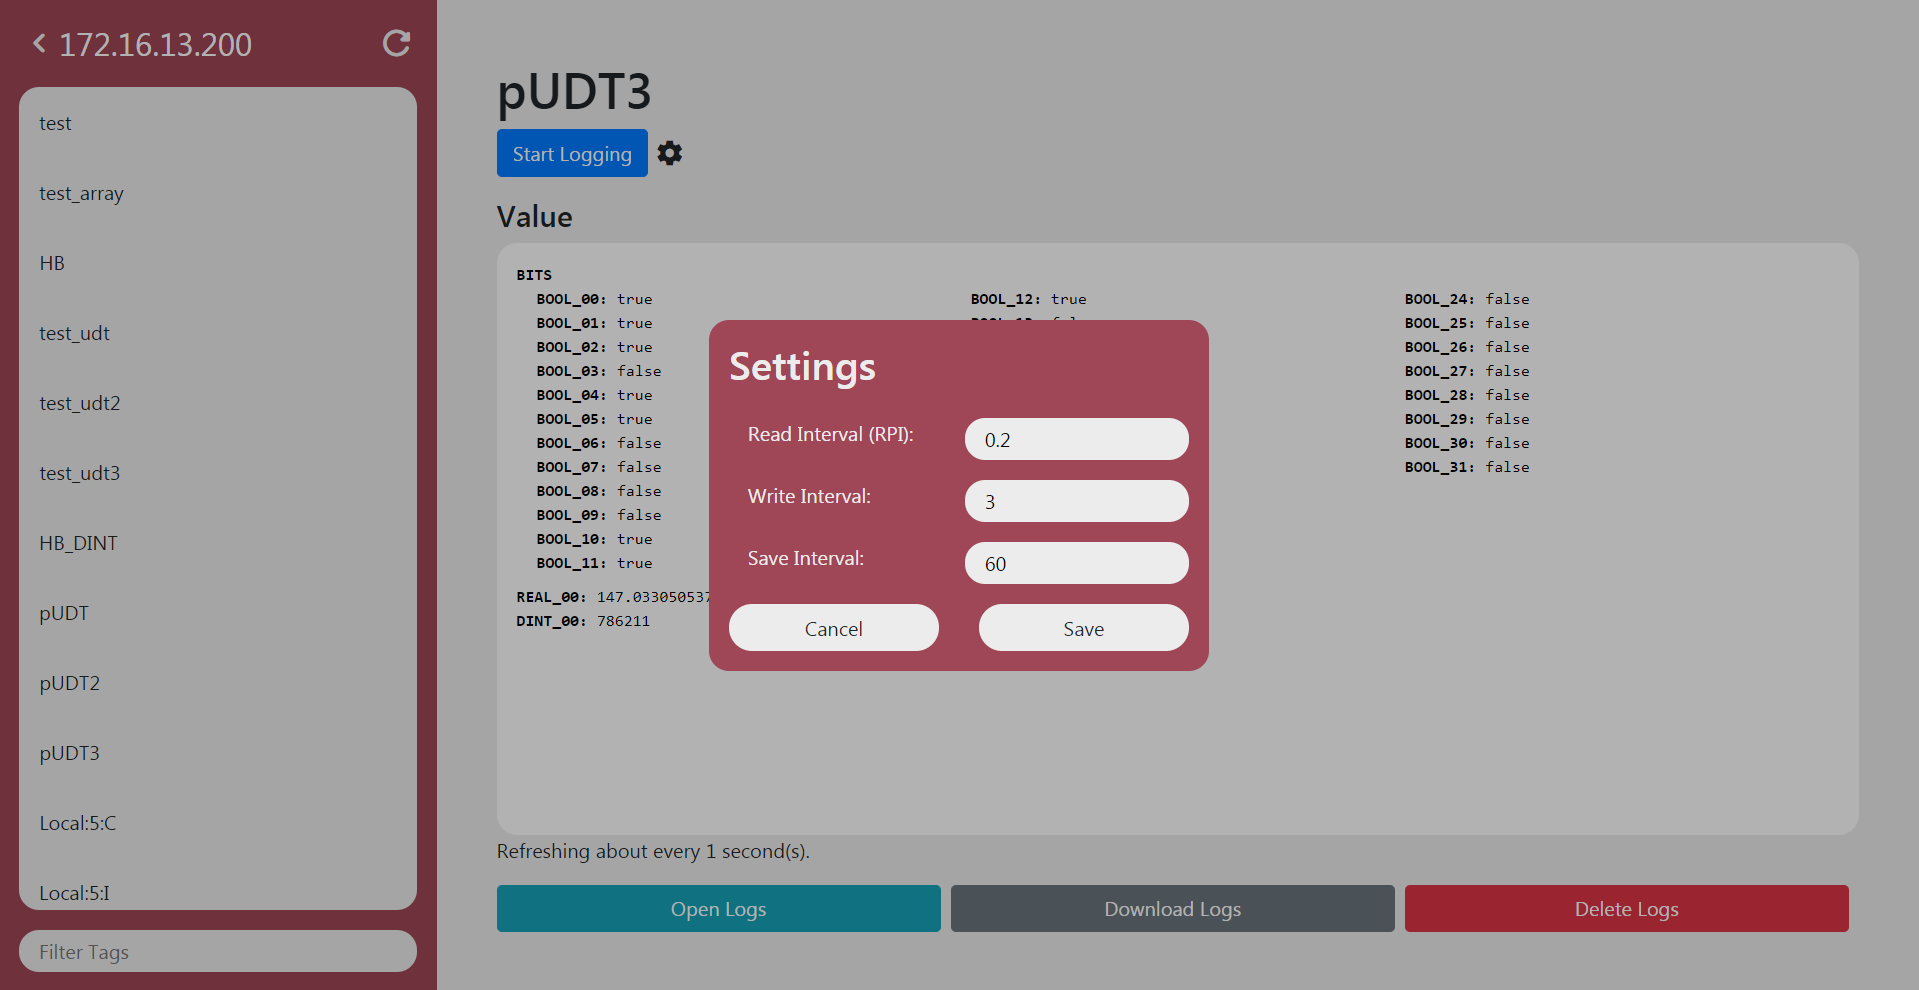 172.16.13.200
test
test_array
HB
test_udt
test_udt2
test_udt3
HB_DINT
pUDT
pUDT2
pUDT3
Local:5:C
Local:5:I
Filter Tags
pUDT3
Start Logging
Value
BITS
BOOL_00: true
BOOL_01: true
BOOL_02: true
BOOL_03: false
BOOL_04: true
BOOL_05: true
BOOL_06: false
BOOL_07: false
BOOL_08: false
BOOL_09: false
BOOL_10: true
BOOL_11: true
BOOL_12: true
BOOL_24: false
BOOL_25: false
BOOL_26: false
BOOL_27: false
BOOL_28: false
BOOL_29: false
BOOL_30: false
BOOL_31: false
REAL_00: 147.033050537
DINT_00: 786211
Settings
Read Interval (RPI): 0.2
Write Interval: 3
Save Interval: 60
Cancel Save
Refreshing about every 1 second(s).
Open Logs Download Logs Delete Logs